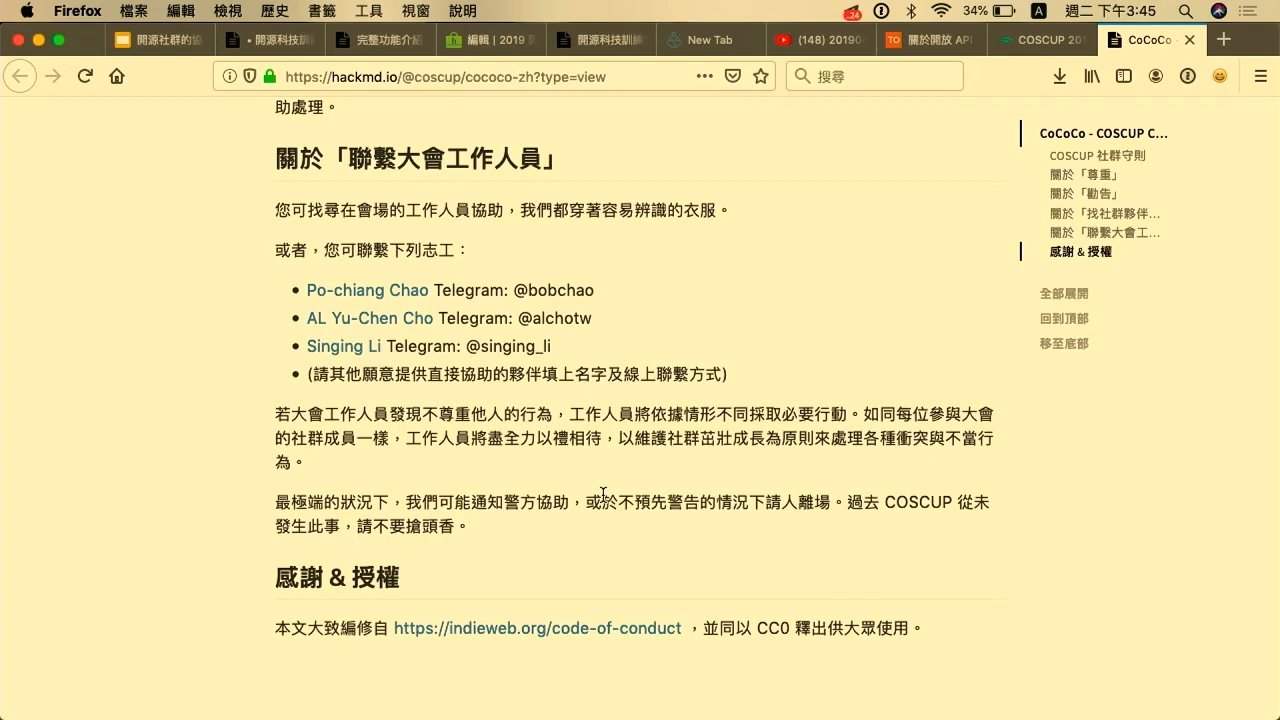 Firefox 檔案 編輯 檢視 歷史 書籤 工具 視窗 說明 24 34% A 週二 下午3:45
開源社群的協 • 開源科技訓 完整功能介紹 編輯 | 2019 開源科技訓練 New Tab (148) 20190 TO 關於開放 API COSCUP 201 CoCoCo
https://hackmd.io/@coscup/cococo-zh?type=view 搜尋
助處理。
關於「聯繫大會工作人員」
您可找尋在會場的工作人員協助，我們都穿著容易辨識的衣服。
或者，您可聯繫下列志工：
• Po-chiang Chao Telegram: @bobchao
• AL Yu-Chen Cho Telegram: @alchotw
• Singing Li Telegram: @singing_li
• (請其他願意提供直接協助的夥伴填上名字及線上聯繫方式)
若大會工作人員發現不尊重他人的行為，工作人員將依據情形不同採取必要行動。如同每位參與大會
的社群成員一樣，工作人員將盡全力以禮相待，以維護社群茁壯成長為原則來處理各種衝突與不當行
為。
最極端的狀況下，我們可能通知警方協助，或於不預先警告的情況下請人離場。過去 COSCUP 從未
發生此事，請不要搶頭香。
感謝 & 授權
本文大致編修自 https://indieweb.org/code-of-conduct ，並同以 CC0 釋出供大眾使用。
CoCoCo - COSCUP C...
COSCUP 社群守則
關於「尊重」
關於「勸告」
關於「找社群夥伴...
關於「聯繫大會工...
感謝 & 授權
全部展開
回到頂部
移至底部